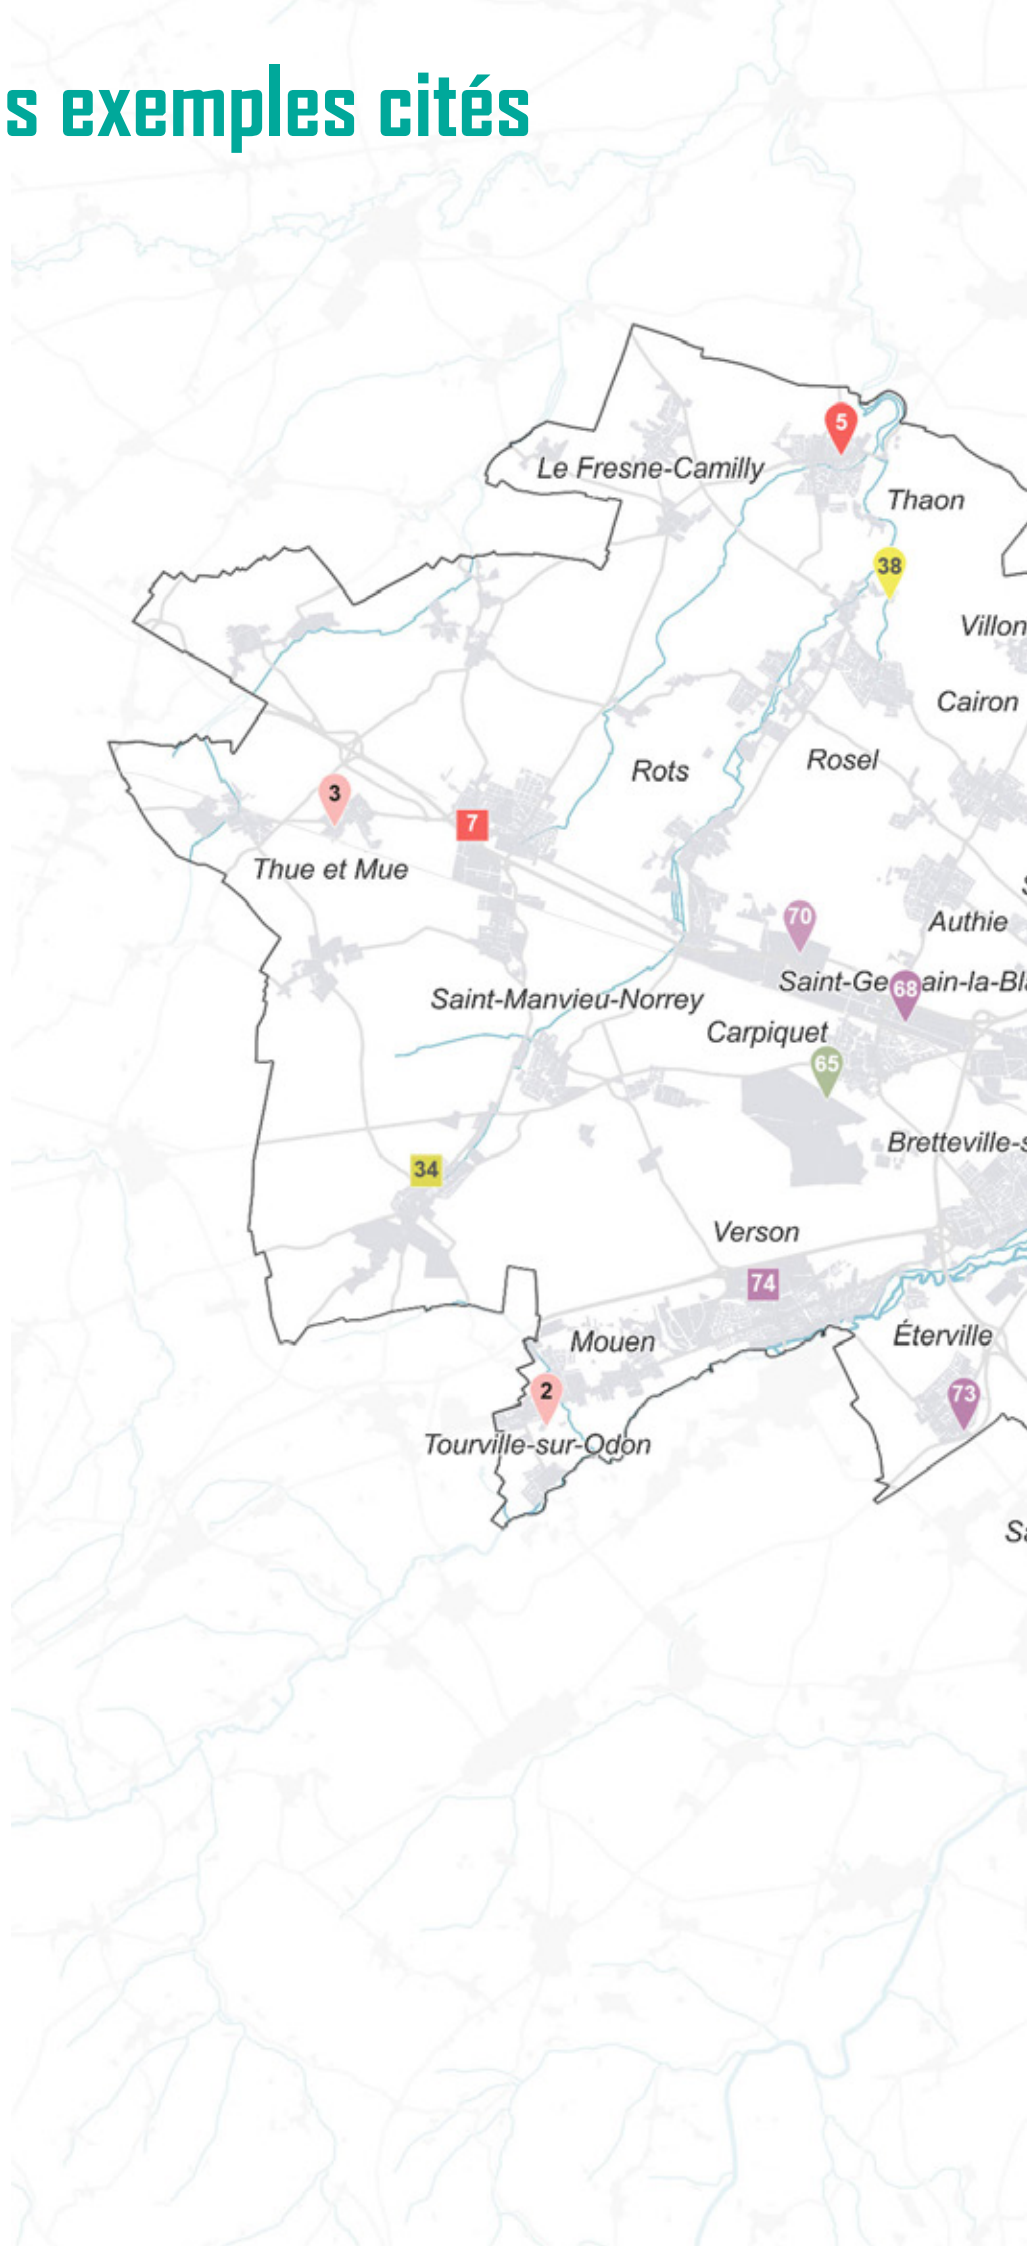 s exemples cités
5
Le Fresne-Camilly
Thaon
38
Villon
Cairon
Rosel
Rots
3
7
Thue et Mue
70
Authie
Saint-Ge
68
ain-la-Bl
Saint-Manvieu-Norrey
Carpiquet
65
Bretteville-s
34
Verson
74
Éterville
Mouen
2
73
Tourville-sur-Odon
Sa